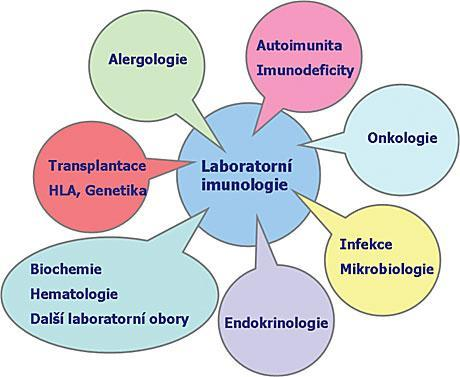 Alergologie
Autoimunita
Imunodeficity
Onkologie
Transplantace
HLA, Genetika
Laboratorní
imunologie
Infekce
Mikrobiologie
Biochemie
Hematologie
Další laboratorní obory
Endokrinologie